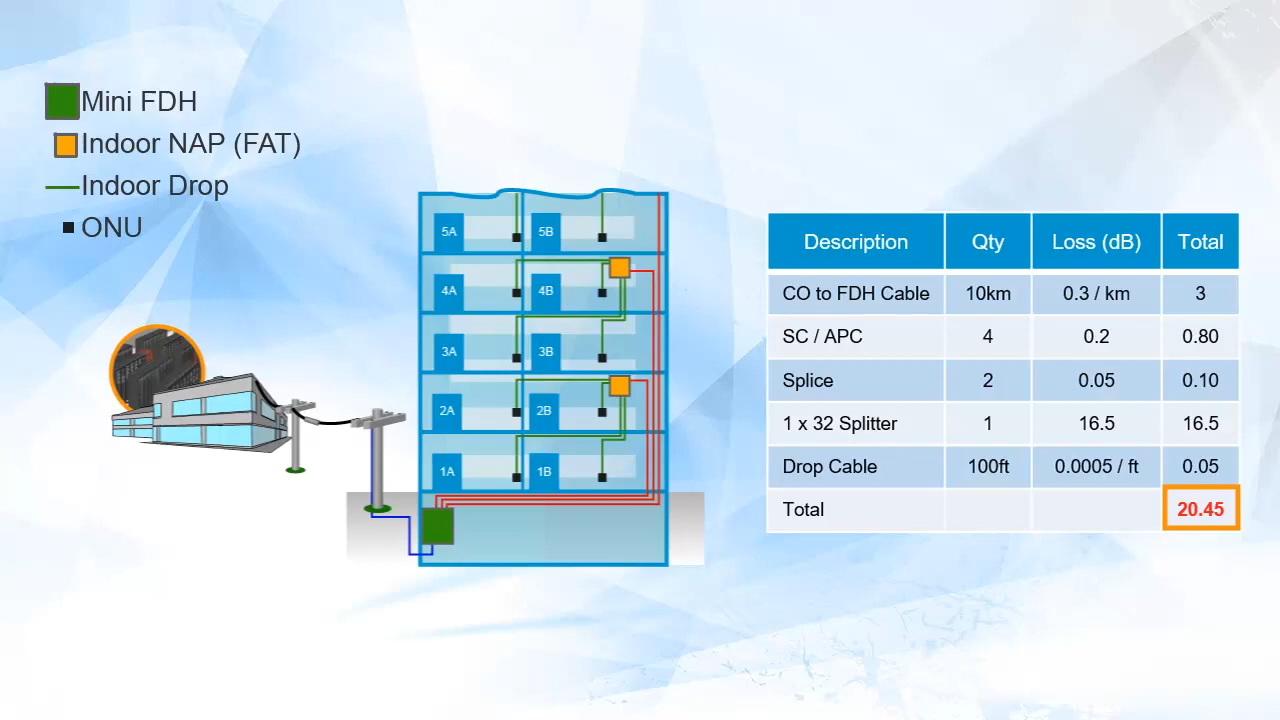 Mini FDH
Indoor NAP (FAT)
Indoor Drop
ONU
5A 5B
4A 4B
3A 3B
2A 2B
1A 1B
Description Qty Loss (dB) Total
CO to FDH Cable 10km 0.3 / km 3
SC / APC 4 0.2 0.80
Splice 2 0.05 0.10
1 x 32 Splitter 1 16.5 16.5
Drop Cable 100ft 0.0005 / ft 0.05
Total 20.45